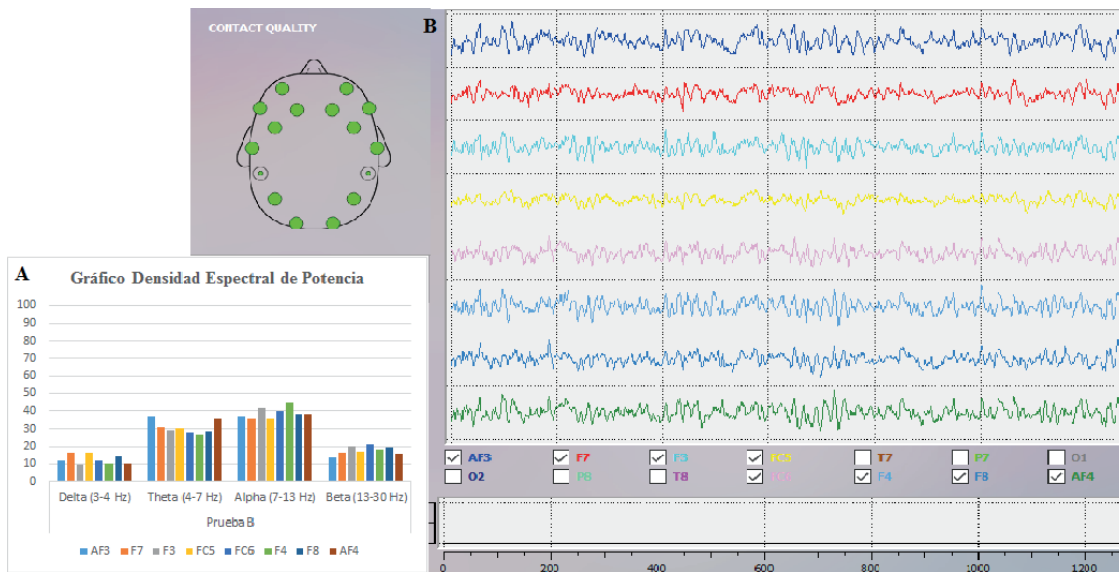 CONTACT QUALITY
B
A
Gráfico Densidad Espectral de Potencia
100
90
80
70
60
50
40
30
20
10
0
Delta (3-4 Hz) Theta (4-7 Hz) Alpha (7-13 Hz) Beta (13-30 Hz)
Prueba B
AF3 F7 F3 FC5 FC6 F4 F8 AF4
AF3 F7 F3 FC5 T7 P7 O1
O2 P8 T8 FC6 F4 F8 AF4
0 200 400 600 800 1000 1200